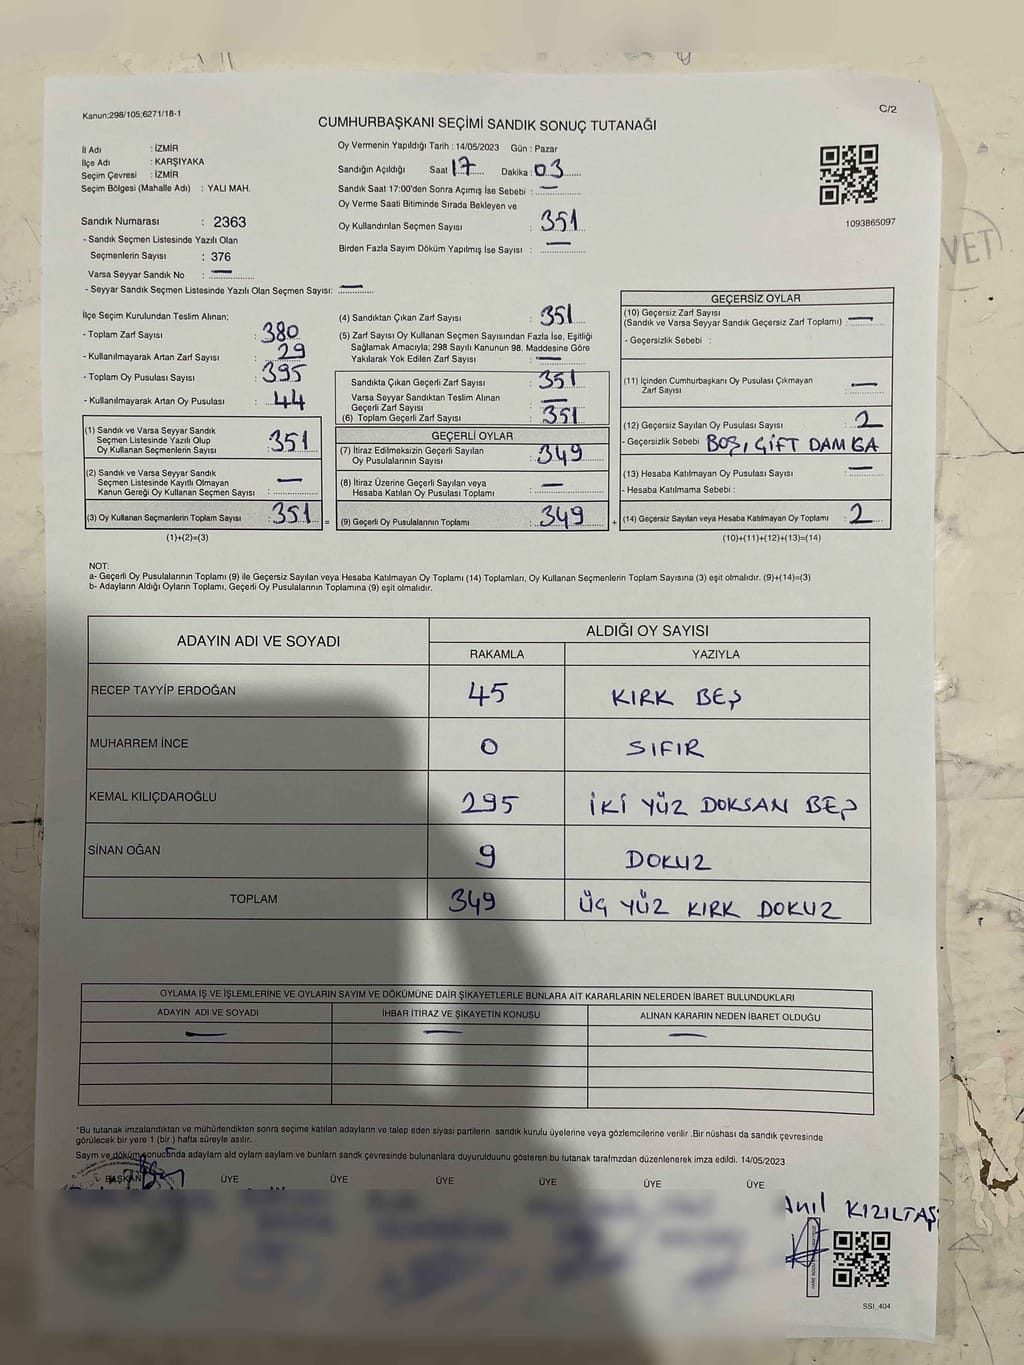 Kanun;298/105;6271/18-1
C/2
CUMHURBAŞKANI SEÇİMİ SANDIK SONUÇ TUTANAĞI
İl Adı : İZMİR
İlçe Adı : KARŞIYAKA
Seçim Çevresi : İZMİR
Seçim Bölgesi (Mahalle Adı) : YALI MAH.
Sandık Numarası : 2363
- Sandık Seçmen Listesinde Yazılı Olan
Seçmenlerin Sayısı : 376
Varsa Seyyar Sandık No : —
- Seyyar Sandık Seçmen Listesinde Yazılı Olan Seçmen Sayısı: —
Oy Vermenin Yapıldığı Tarih : 14/05/2023 Gün : Pazar
Sandığın Açıldığı Saat 17 Dakika : 03
Sandık Saat 17:00'den Sonra Açımış İse Sebebi : —
Oy Verme Saati Bitiminde Sırada Bekleyen ve
Oy Kullandırılan Seçmen Sayısı : 351
Birden Fazla Sayım Döküm Yapılmış İse Sayısı : —
1093865097
VET
İlçe Seçim Kurulundan Teslim Alınan;
- Toplam Zarf Sayısı : 380
- Kullanılmayarak Artan Zarf Sayısı : 29
- Toplam Oy Pusulası Sayısı : 395
- Kullanılmayarak Artan Oy Pusulası : 44
(1) Sandık ve Varsa Seyyar Sandık
Seçmen Listesinde Yazılı Olup
Oy Kullanan Seçmenlerin Sayısı : 351
(2) Sandık ve Varsa Seyyar Sandık
Seçmen Listesinde Kayıtlı Olmayan
Kanun Gereği Oy Kullanan Seçmen Sayısı : —
(3) Oy Kullanan Seçmenlerin Toplam Sayısı : 351 =
(1)+(2)=(3)
(4) Sandıktan Çıkan Zarf Sayısı : 351
(5) Zarf Sayısı Oy Kullanan Seçmen Sayısından Fazla İse, Eşitliği
Sağlamak Amacıyla; 298 Sayılı Kanunun 98. Maddesine Göre
Yakılarak Yok Edilen Zarf Sayısı : —
Sandıkta Çıkan Geçerli Zarf Sayısı : 351
Varsa Seyyar Sandıktan Teslim Alınan
Geçerli Zarf Sayısı : —
(6) Toplam Geçerli Zarf Sayısı : 351
GEÇERLİ OYLAR
(7) İtiraz Edilmeksizin Geçerli Sayılan
Oy Pusulalarının Sayısı : 349
(8) İtiraz Üzerine Geçerli Sayılan veya
Hesaba Katılan Oy Pusulası Toplamı : —
(9) Geçerli Oy Pusulalarının Toplamı : 349 +
GEÇERSİZ OYLAR
(10) Geçersiz Zarf Sayısı
(Sandık ve Varsa Seyyar Sandık Geçersiz Zarf Toplamı) : —
- Geçersizlik Sebebi :
(11) İçinden Cumhurbaşkanı Oy Pusulası Çıkmayan
Zarf Sayısı : —
(12) Geçersiz Sayılan Oy Pusulası Sayısı : 2
- Geçersizlik Sebebi BOŞ, ÇİFT DAMGA
(13) Hesaba Katılmayan Oy Pusulası Sayısı : —
- Hesaba Katılmama Sebebi :
(14) Geçersiz Sayılan veya Hesaba Katılmayan Oy Toplamı : 2
(10)+(11)+(12)+(13)=(14)
NOT:
a- Geçerli Oy Pusulalarının Toplamı (9) ile Geçersiz Sayılan veya Hesaba Katılmayan Oy Toplamı (14) Toplamları, Oy Kullanan Seçmenlerin Toplam Sayısına (3) eşit olmalıdır. (9)+(14)=(3)
b- Adayların Aldığı Oyların Toplamı, Geçerli Oy Pusulalarının Toplamına (9) eşit olmalıdır.
ADAYIN ADI VE SOYADI
ALDIĞI OY SAYISI
RAKAMLA YAZIYLA
RECEP TAYYİP ERDOĞAN 45 KIRK BEŞ
MUHARREM İNCE 0 SIFIR
KEMAL KILIÇDAROĞLU 295 İKİ YÜZ DOKSAN BEŞ
SİNAN OĞAN 9 DOKUZ
TOPLAM 349 ÜÇ YÜZ KIRK DOKUZ
OYLAMA İŞ VE İŞLEMLERİNE VE OYLARIN SAYIM VE DÖKÜMÜNE DAİR ŞİKAYETLERLE BUNLARA AİT KARARLARIN NELERDEN İBARET BULUNDUKLARI
ADAYIN ADI VE SOYADI İHBAR İTİRAZ VE ŞİKAYETİN KONUSU ALINAN KARARIN NEDEN İBARET OLDUĞU
— — —
*Bu tutanak imzalandıktan ve mühürlendikten sonra seçime katılan adayların ve talep eden siyasi partilerin sandık kurulu üyelerine veya gözlemcilerine verilir .Bir nüshası da sandık çevresinde
görülecek bir yere 1 (bir ) hafta süreyle asılır.
Sayım ve döküm sonucunda adayların aldı oyların sayları ve bunların sandk çevresinde bulunanlara duyurulduunu gösteren bu tutanak tarafmzdan düzenlenerek imza edildi. 14/05/2023
BAŞKAN ÜYE ÜYE ÜYE ÜYE ÜYE ÜYE
Anıl KIZILTAŞ
SSI_404